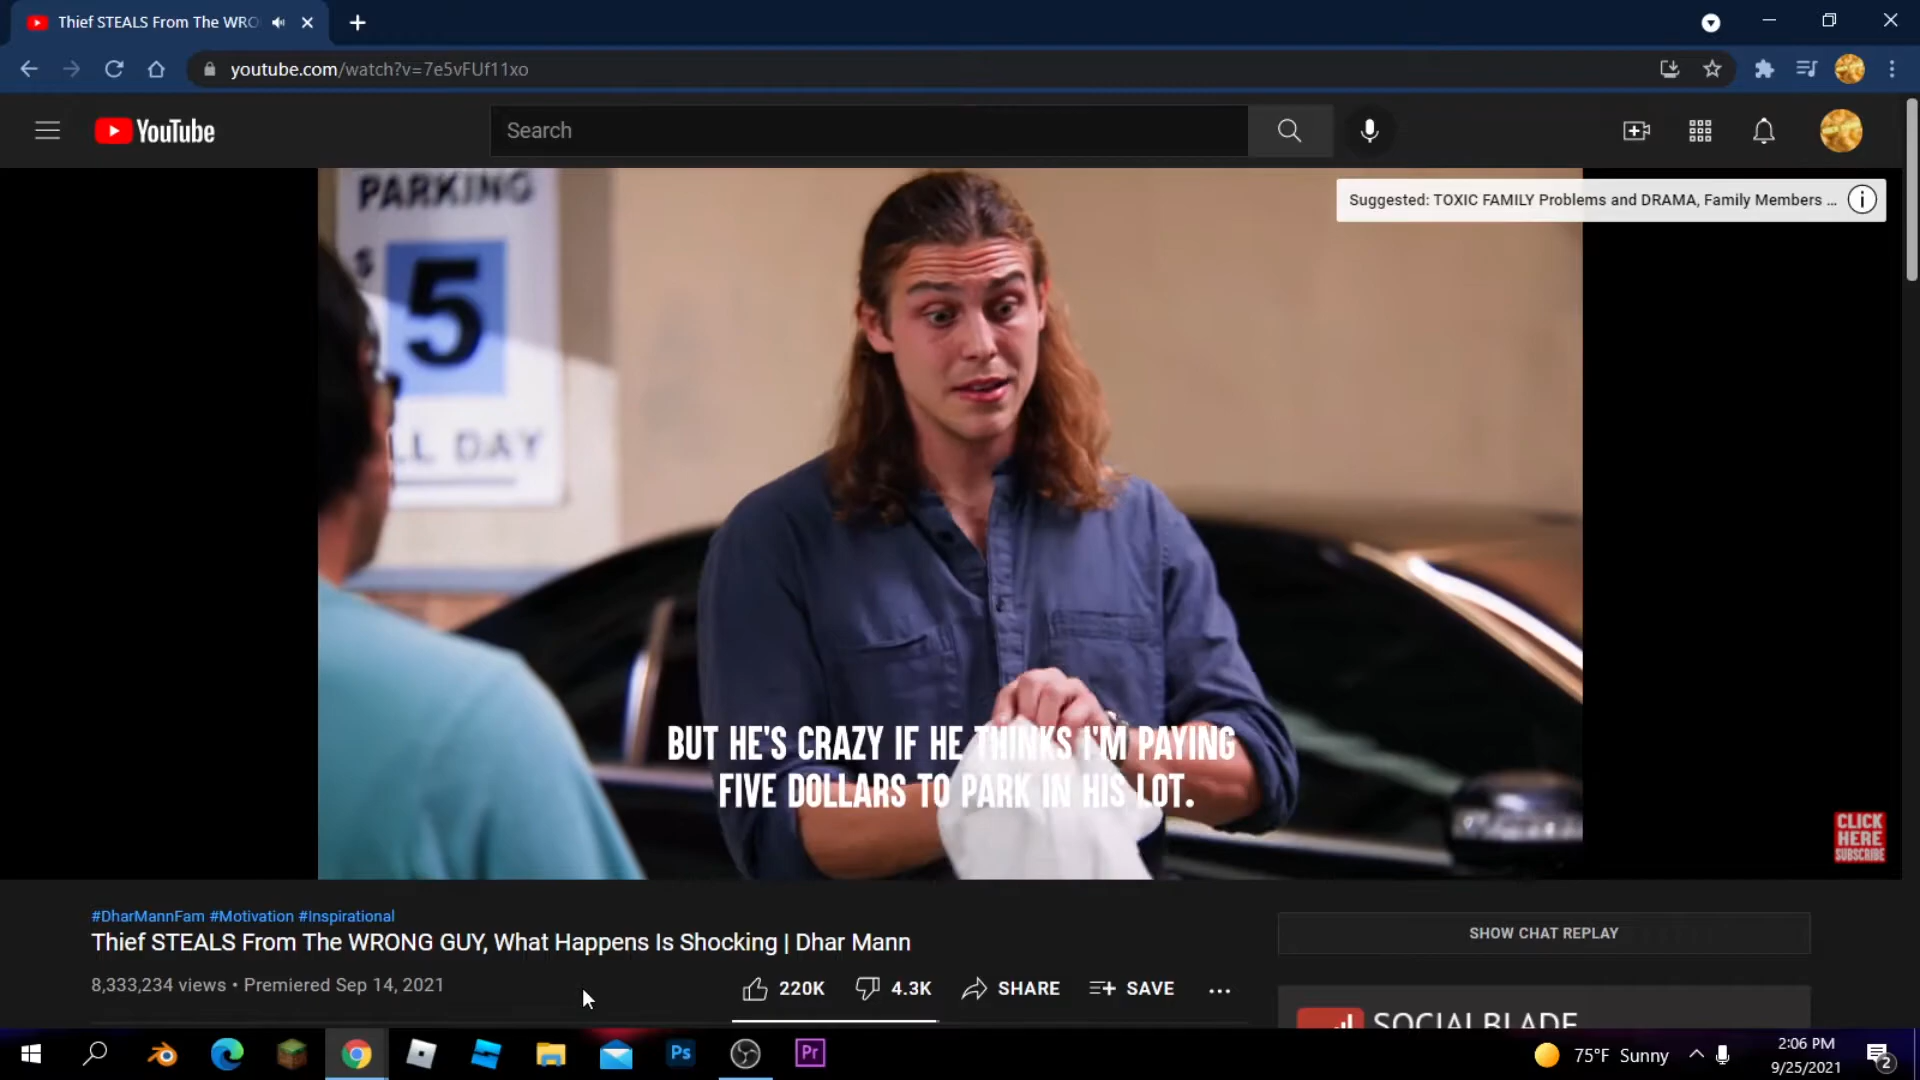 Thief STEALS From The WRO
youtube.com/watch?v=7e5vFUf11xo
YouTube
Search
Suggested: TOXIC FAMILY Problems and DRAMA, Family Members ...
PARKING
$ 5
LL DAY
BUT HE'S CRAZY IF HE THINKS I'M PAYING
FIVE DOLLARS TO PARK IN HIS LOT.
CLICK
HERE
SUBSCRIBE
#DharMannFam #Motivation #Inspirational
Thief STEALS From The WRONG GUY, What Happens Is Shocking | Dhar Mann
8,333,234 views • Premiered Sep 14, 2021
220K
4.3K
SHARE
SAVE
SHOW CHAT REPLAY
SOCIALBLADE
Ps
Pr
75°F Sunny
2:06 PM
9/25/2021
2